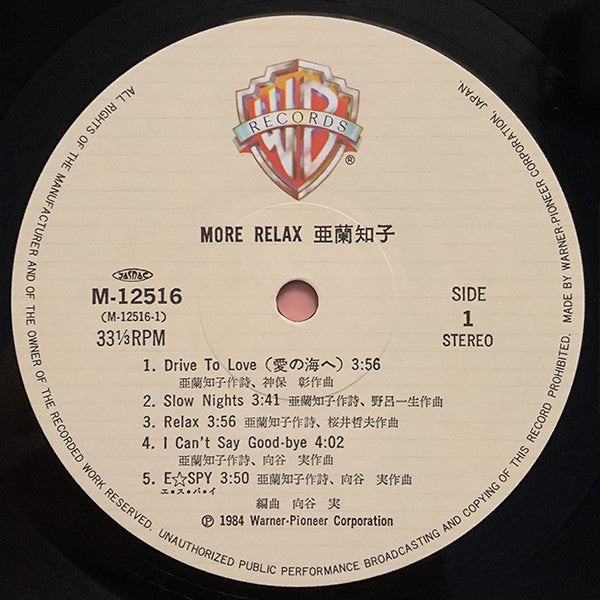 WB
RECORDS
®
MORE RELAX 亜蘭知子
JASRAC
M-12516
(M-12516-1)
33⅓RPM
SIDE
1
STEREO
1. Drive To Love (愛の海へ) 3:56
亜蘭知子作詩、神保 彰作曲
2. Slow Nights 3:41 亜蘭知子作詩、野呂一生作曲
3. Relax 3:56 亜蘭知子作詩、桜井哲夫作曲
4. I Can't Say Good-bye 4:02
亜蘭知子作詩、向谷 実作曲
5. E☆SPY 3:50 亜蘭知子作詩、向谷 実作曲
エ・ス・パ・イ
編曲 向谷 実
Ⓟ 1984 Warner-Pioneer Corporation
ALL RIGHTS OF THE MANUFACTURER AND OF THE OWNER OF THE RECORDED WORK RESERVED. UNAUTHORIZED PUBLIC PERFORMANCE BROADCASTING AND COPYING OF THIS RECORD PROHIBITED. MADE BY WARNER-PIONEER CORPORATION, JAPAN.